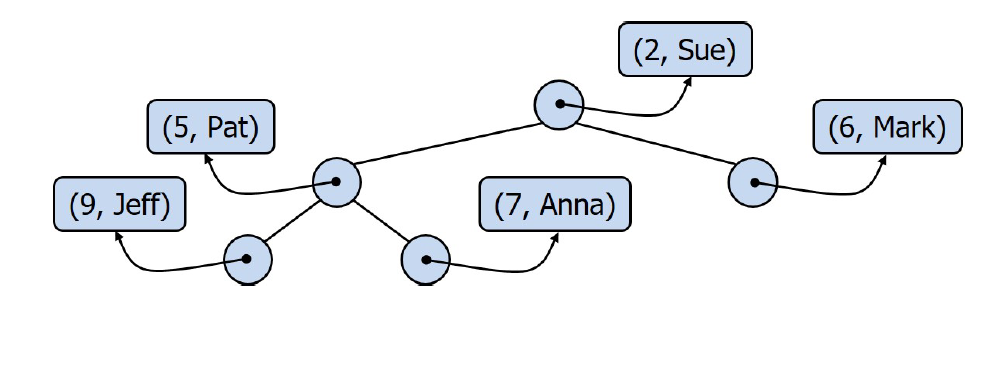 (2, Sue)
(5, Pat)
(6, Mark)
(9, Jeff)
(7, Anna)